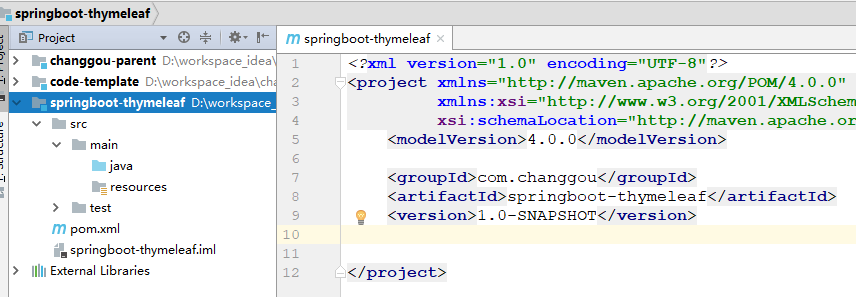 springboot-thymeleaf
Project
springboot-thymeleaf
changgou-parent D:\workspace_idea\cha
code-template D:\workspace_idea\cha
springboot-thymeleaf D:\workspace_
src
main
java
resources
test
pom.xml
springboot-thymeleaf.iml
External Libraries
1 <?xml version="1.0" encoding="UTF-8"?>
2 <project xmlns="http://maven.apache.org/POM/4.0.0"
3 xmlns:xsi="http://www.w3.org/2001/XMLSchem
4 xsi:schemaLocation="http://maven.apache.or
5 <modelVersion>4.0.0</modelVersion>
6
7 <groupId>com.changgou</groupId>
8 <artifactId>springboot-thymeleaf</artifactId>
9 <version>1.0-SNAPSHOT</version>
10
11
12 </project>